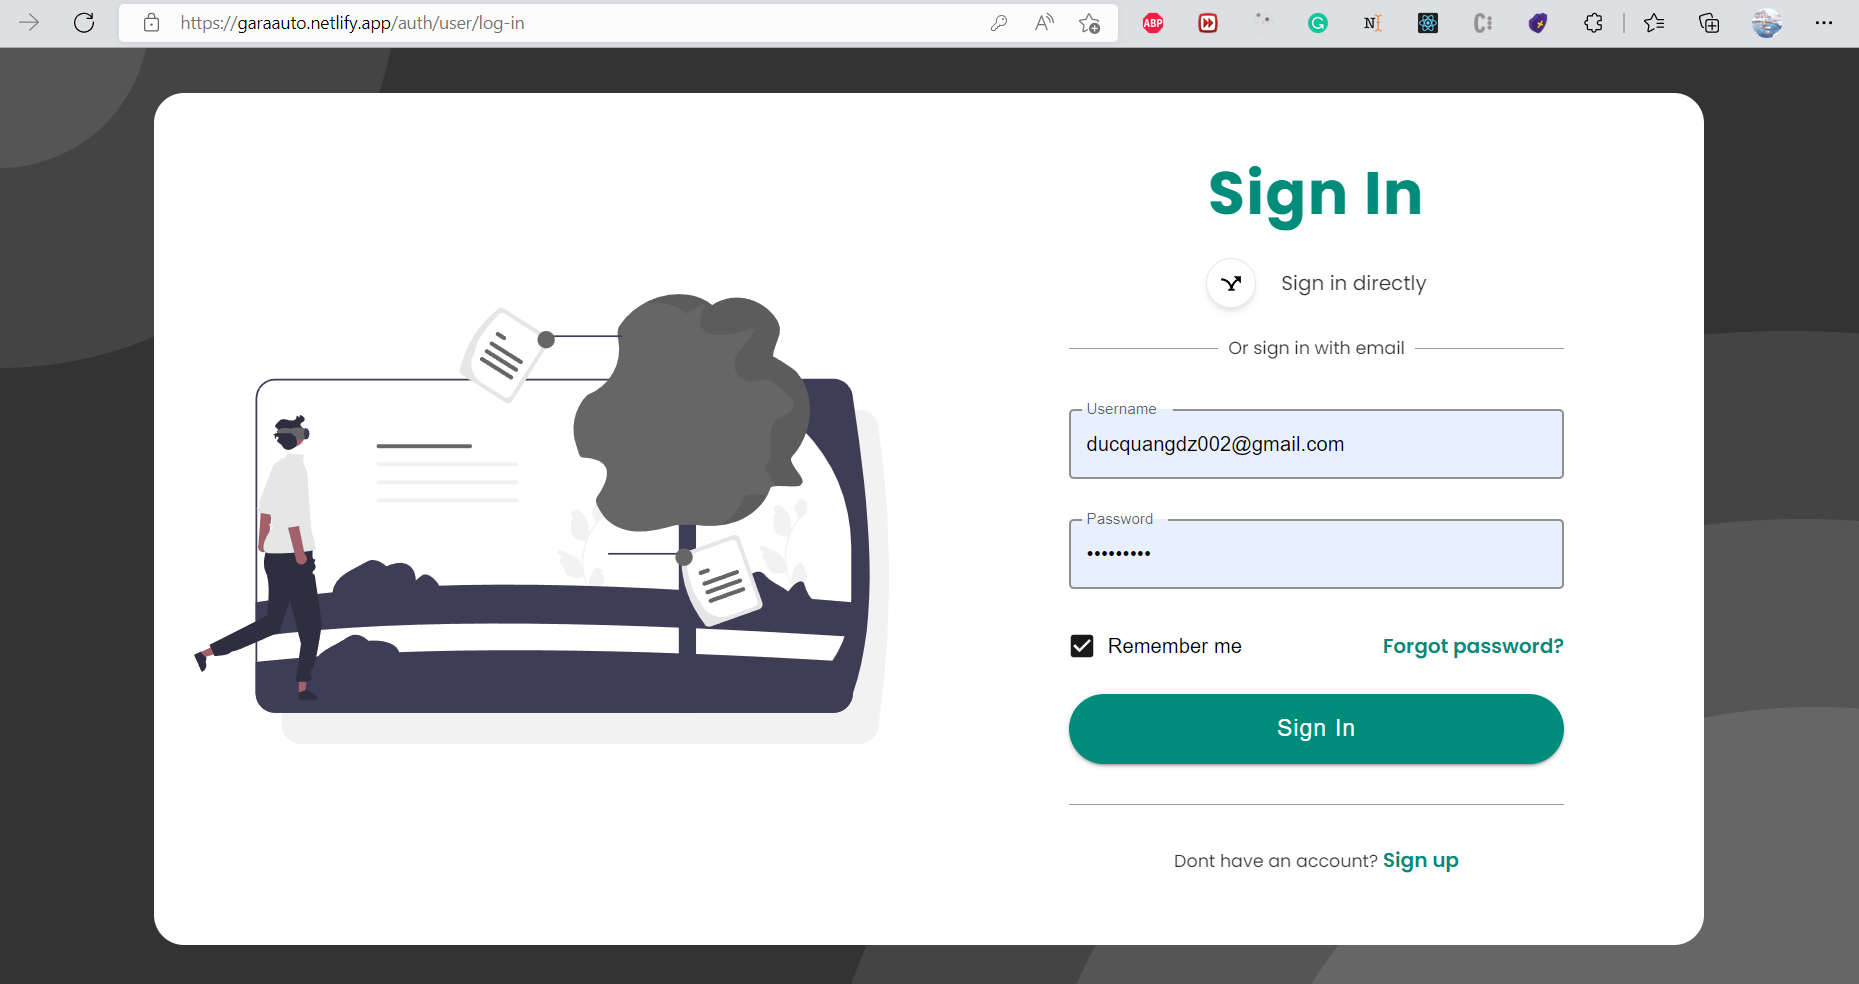 https://garaauto.netlify.app/auth/user/log-in
ABP
Sign In
Sign in directly
Or sign in with email
Username
ducquangdz002@gmail.com
Password
•••••••••
Remember me
Forgot password?
Sign In
Dont have an account? Sign up